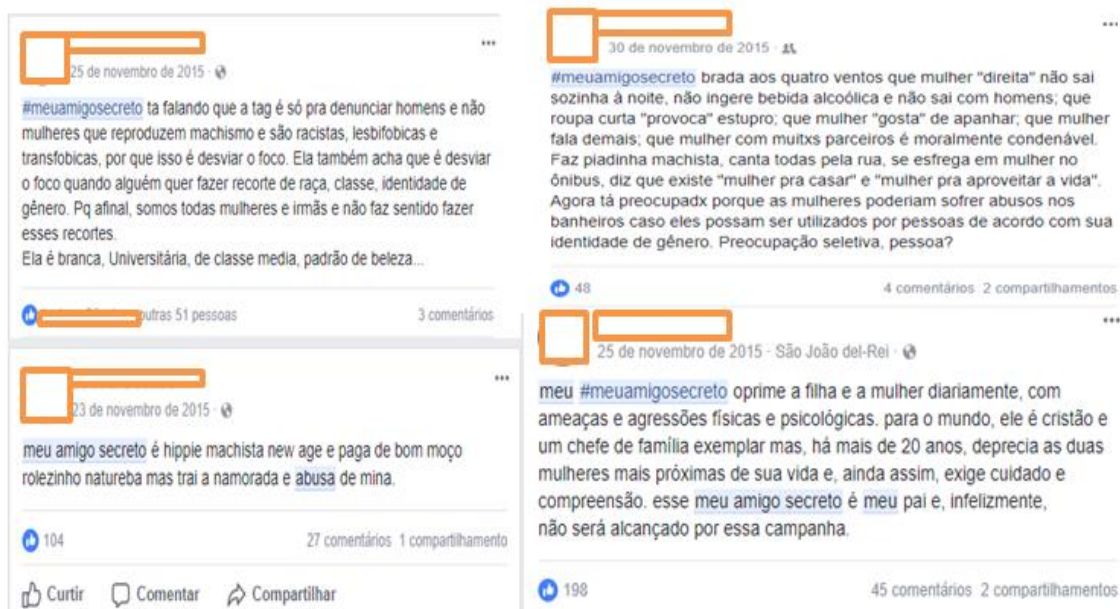 25 de novembro de 2015
#meuamigosecreto ta falando que a tag é só pra denunciar homens e não
mulheres que reproduzem machismo e são racistas, lesbifobicas e
transfobicas, por que isso é desviar o foco. Ela também acha que é desviar
o foco quando alguém quer fazer recorte de raça, classe, identidade de
gênero. Pq afinal, somos todas mulheres e irmãs e não faz sentido fazer
esses recortes.
Ela é branca, Universitária, de classe media, padrão de beleza...
outras 51 pessoas 3 comentários
23 de novembro de 2015
meu amigo secreto é hippie machista new age e paga de bom moço
rolezinho natureba mas trai a namorada e abusa de mina.
104 27 comentários 1 compartilhamento
Curtir Comentar Compartilhar
30 de novembro de 2015
#meuamigosecreto brada aos quatro ventos que mulher "direita" não sai
sozinha à noite, não ingere bebida alcoólica e não sai com homens; que
roupa curta "provoca" estupro; que mulher "gosta" de apanhar; que mulher
fala demais; que mulher com muitxs parceiros é moralmente condenável.
Faz piadinha machista, canta todas pela rua, se esfrega em mulher no
ônibus, diz que existe "mulher pra casar" e "mulher pra aproveitar a vida".
Agora tá preocupadx porque as mulheres poderiam sofrer abusos nos
banheiros caso eles possam ser utilizados por pessoas de acordo com sua
identidade de gênero. Preocupação seletiva, pessoa?
48 4 comentários 2 compartilhamentos
25 de novembro de 2015 · São João del-Rei
meu #meuamigosecreto oprime a filha e a mulher diariamente, com
ameaças e agressões físicas e psicológicas. para o mundo, ele é cristão e
um chefe de família exemplar mas, há mais de 20 anos, deprecia as duas
mulheres mais próximas de sua vida e, ainda assim, exige cuidado e
compreensão. esse meu amigo secreto é meu pai e, infelizmente,
não será alcançado por essa campanha.
198 45 comentários 2 compartilhamentos